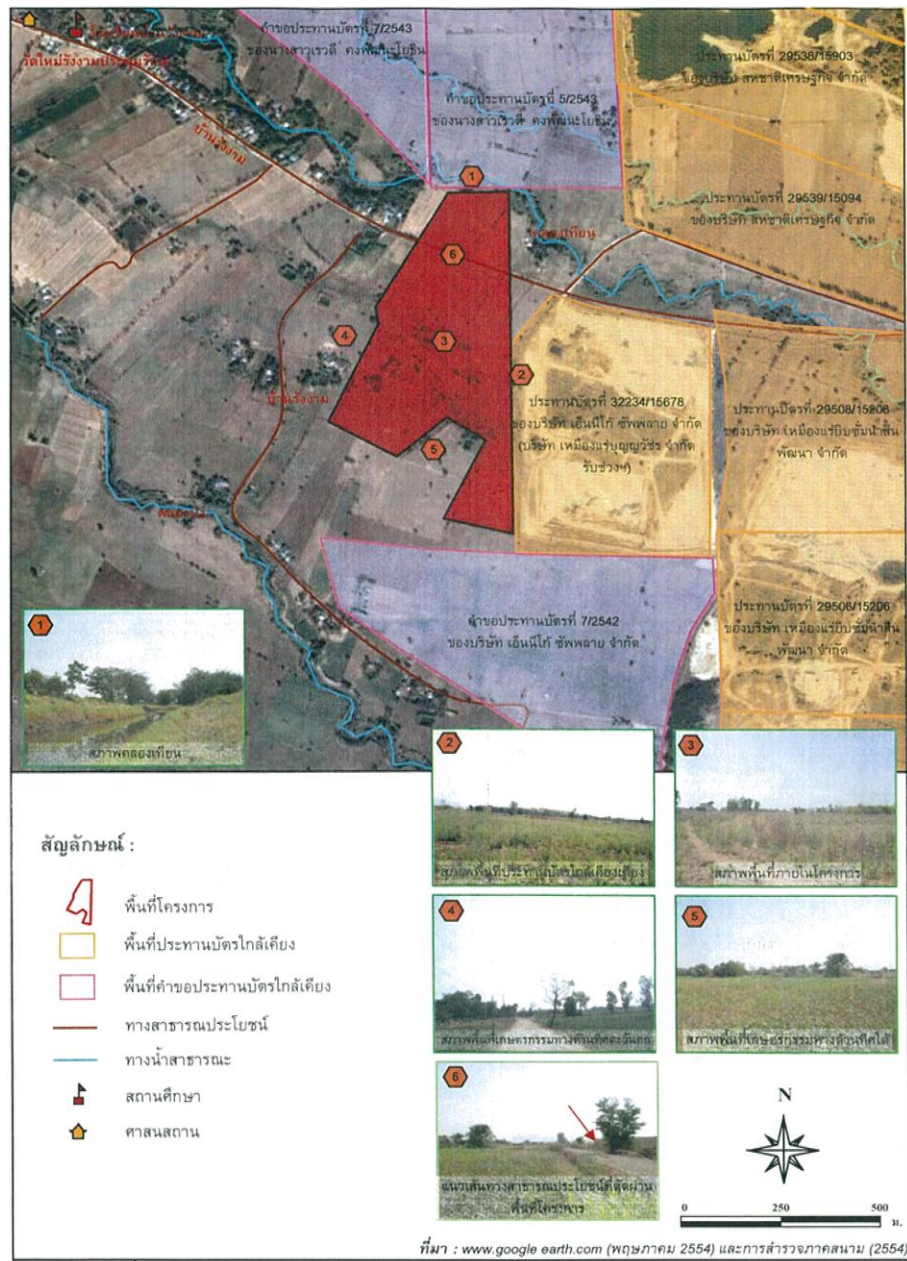 คำขอประทานบัตรที่ 7/2543
ของนางสาวเรวดี คงพัฒนะโยธิน
คำขอประทานบัตรที่ 5/2543
ของนางสาวเรวดี คงพัฒนะโยธิน
ประทานบัตรที่ 29538/15903
ของบริษัท สหชาติเศรษฐกิจ จำกัด
ประทานบัตรที่ 29539/15094
ของบริษัท สหชาติเศรษฐกิจ จำกัด
บ้านรังงาม
1
คลองเทียน
6
4
3
2
บ้านรังงาม
5
ประทานบัตรที่ 32234/15678
ของบริษัท เอ็นนีโก้ ซัพพลาย จำกัด
(บริษัท เหมืองแร่บุญญวัชร จำกัด
รับช่วงฯ)
ประทานบัตรที่ 29508/15208
ของบริษัท เหมืองแร่ยิบซั่มนำสิน
พัฒนา จำกัด
คำขอประทานบัตรที่ 7/2542
ของบริษัท เอ็นนีโก้ ซัพพลาย จำกัด
ประทานบัตรที่ 29506/15206
ของบริษัท เหมืองแร่ยิบซั่มนำสิน
พัฒนา จำกัด
1
สภาพคลองเทียน
2
สภาพพื้นที่ประทานบัตรใกล้เคียงเคียง
3
สภาพพื้นที่ภายในโครงการ
4
สภาพพื้นที่เกษตรกรรมทางด้านทิศตะวันตก
5
สภาพพื้นที่เกษตรกรรมทางด้านทิศใต้
6
แนวเส้นทางสาธารณประโยชน์ที่ตัดผ่าน
พื้นที่โครงการ
สัญลักษณ์ :
พื้นที่โครงการ
พื้นที่ประทานบัตรใกล้เคียง
พื้นที่คำขอประทานบัตรใกล้เคียง
ทางสาธารณประโยชน์
ทางน้ำสาธารณะ
สถานศึกษา
ศาสนสถาน
N
0 250 500
ม.
ที่มา : www.google earth.com (พฤษภาคม 2554) และการสำรวจภาคสนาม (2554)